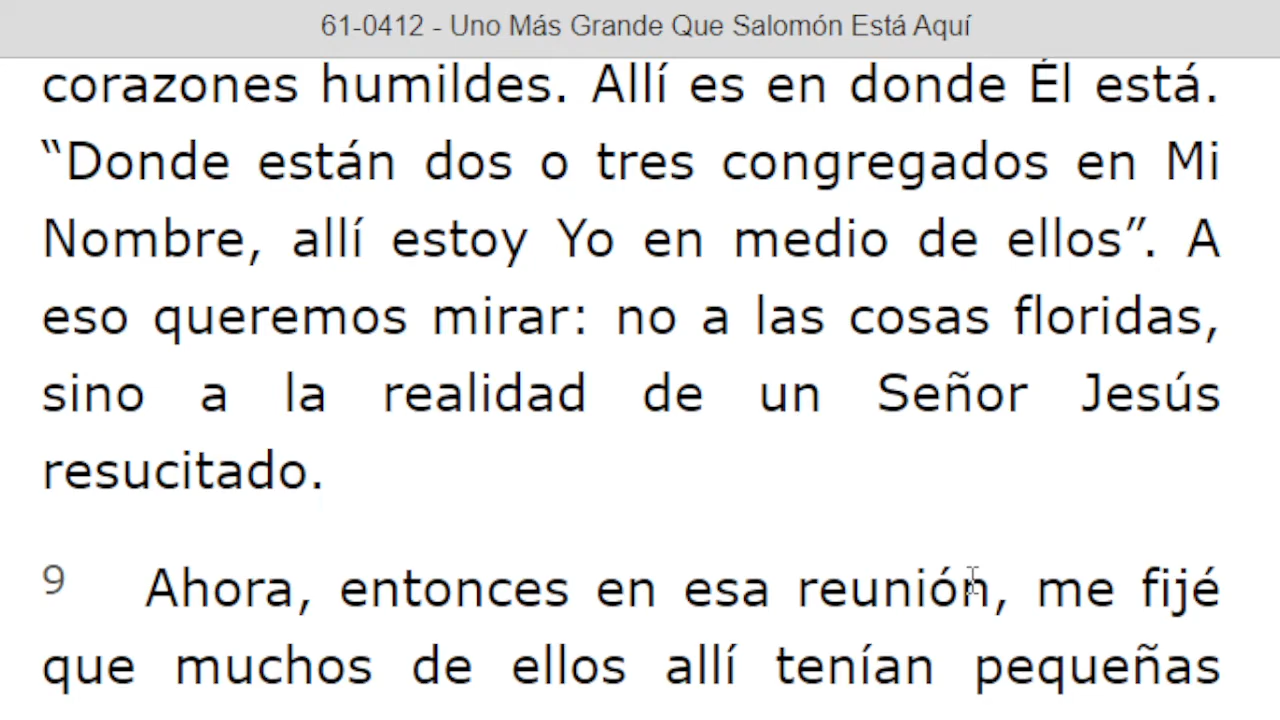 61-0412 - Uno Más Grande Que Salomón Está Aquí
corazones humildes. Allí es en donde Él está.
“Donde están dos o tres congregados en Mi
Nombre, allí estoy Yo en medio de ellos”. A
eso queremos mirar: no a las cosas floridas,
sino a la realidad de un Señor Jesús
resucitado.
9 Ahora, entonces en esa reunión, me fijé
que muchos de ellos allí tenían pequeñas